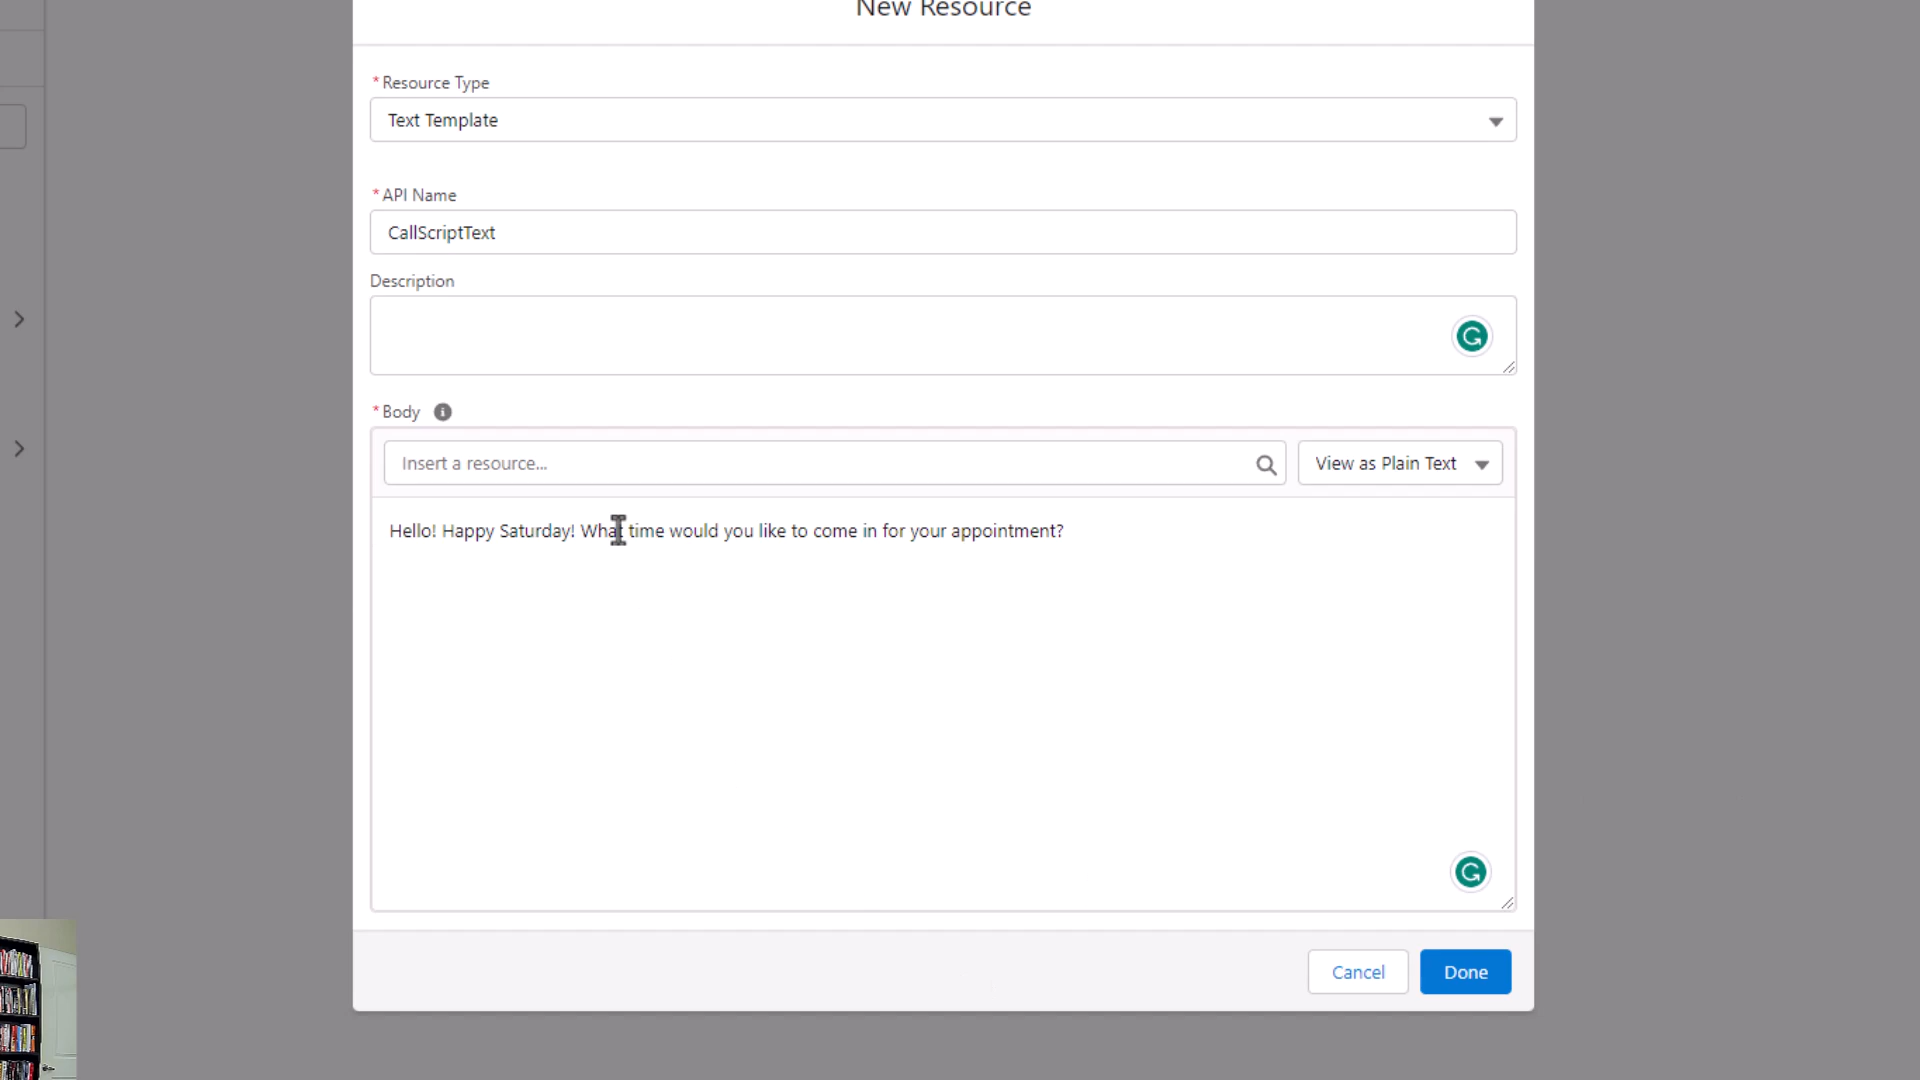 New Resource
* Resource Type
Text Template
* API Name
CallScriptText
Description
* Body
Insert a resource...
View as Plain Text
Hello! Happy Saturday! What time would you like to come in for your appointment?
Cancel
Done